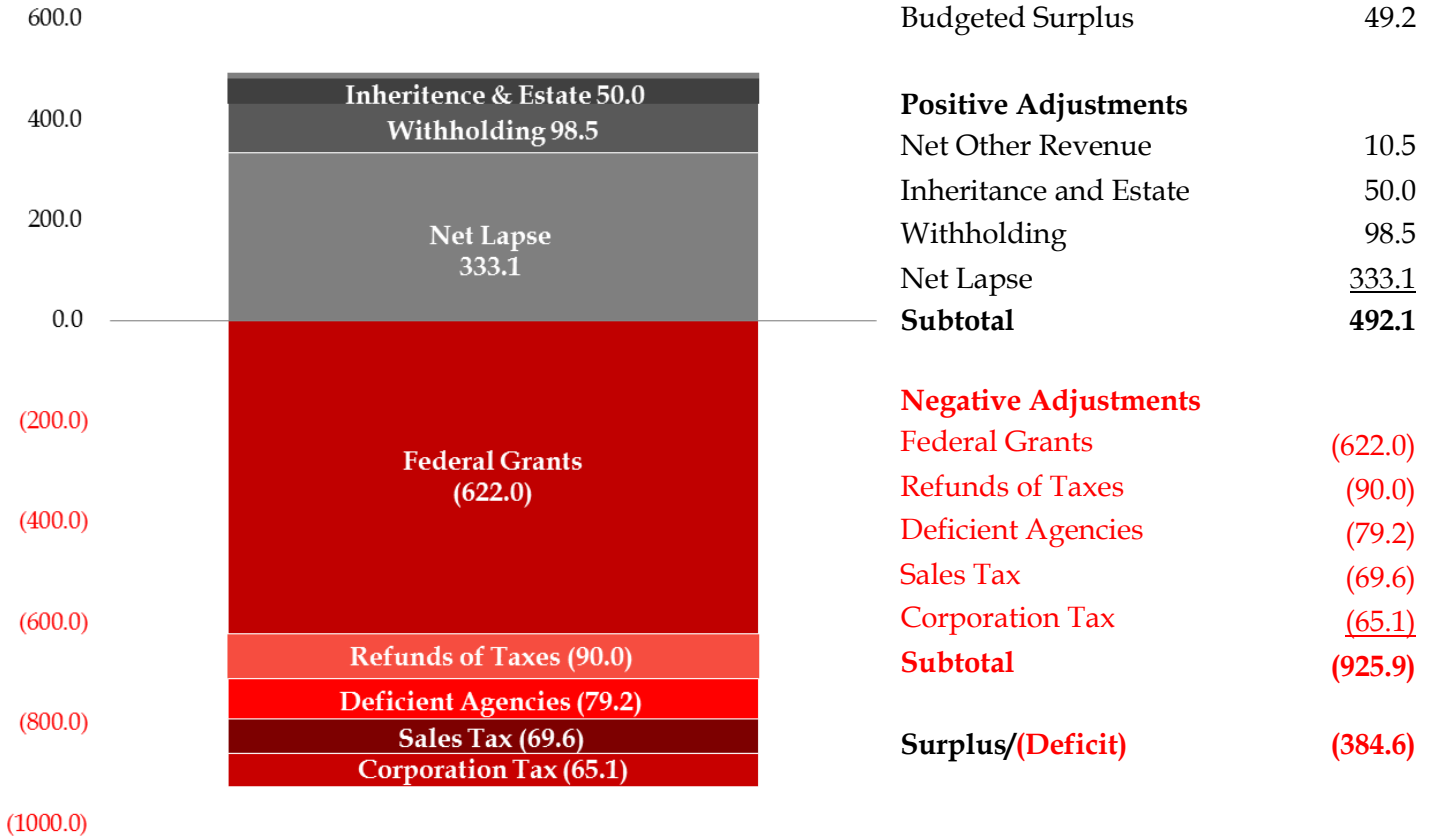 600.0
400.0
200.0
0.0
(200.0)
(400.0)
(600.0)
(800.0)
(1000.0)
Inheritence & Estate 50.0
Withholding 98.5
Net Lapse
333.1
Federal Grants
(622.0)
Refunds of Taxes (90.0)
Deficient Agencies (79.2)
Sales Tax (69.6)
Corporation Tax (65.1)
Budgeted Surplus 49.2
Positive Adjustments
Net Other Revenue 10.5
Inheritance and Estate 50.0
Withholding 98.5
Net Lapse 333.1
Subtotal 492.1
Negative Adjustments
Federal Grants (622.0)
Refunds of Taxes (90.0)
Deficient Agencies (79.2)
Sales Tax (69.6)
Corporation Tax (65.1)
Subtotal (925.9)
Surplus/(Deficit) (384.6)